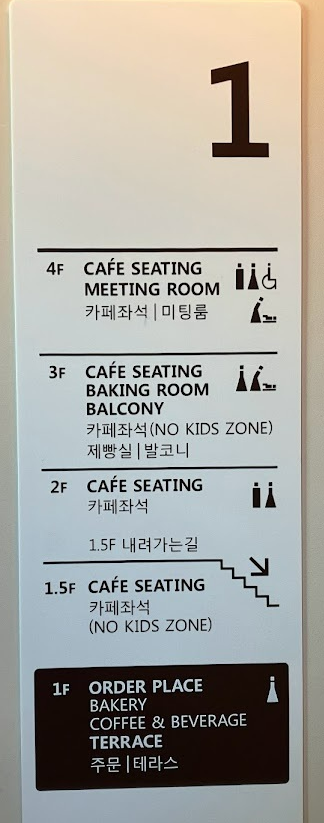 1
4F CAFÉ SEATING
MEETING ROOM
카페좌석|미팅룸
3F CAFÉ SEATING
BAKING ROOM
BALCONY
카페좌석(NO KIDS ZONE)
제빵실|발코니
2F CAFÉ SEATING
카페좌석
1.5F 내려가는길
1.5F CAFÉ SEATING
카페좌석
(NO KIDS ZONE)
1F ORDER PLACE
BAKERY
COFFEE & BEVERAGE
TERRACE
주문|테라스